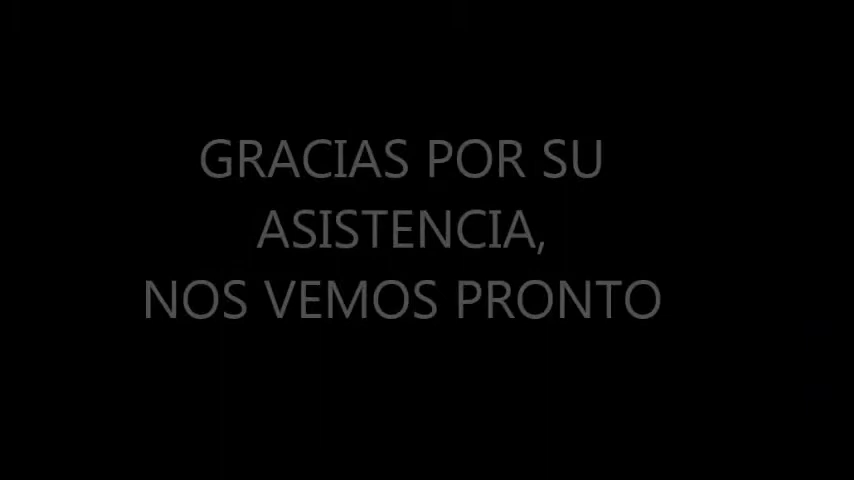 GRACIAS POR SU
ASISTENCIA,
NOS VEMOS PRONTO